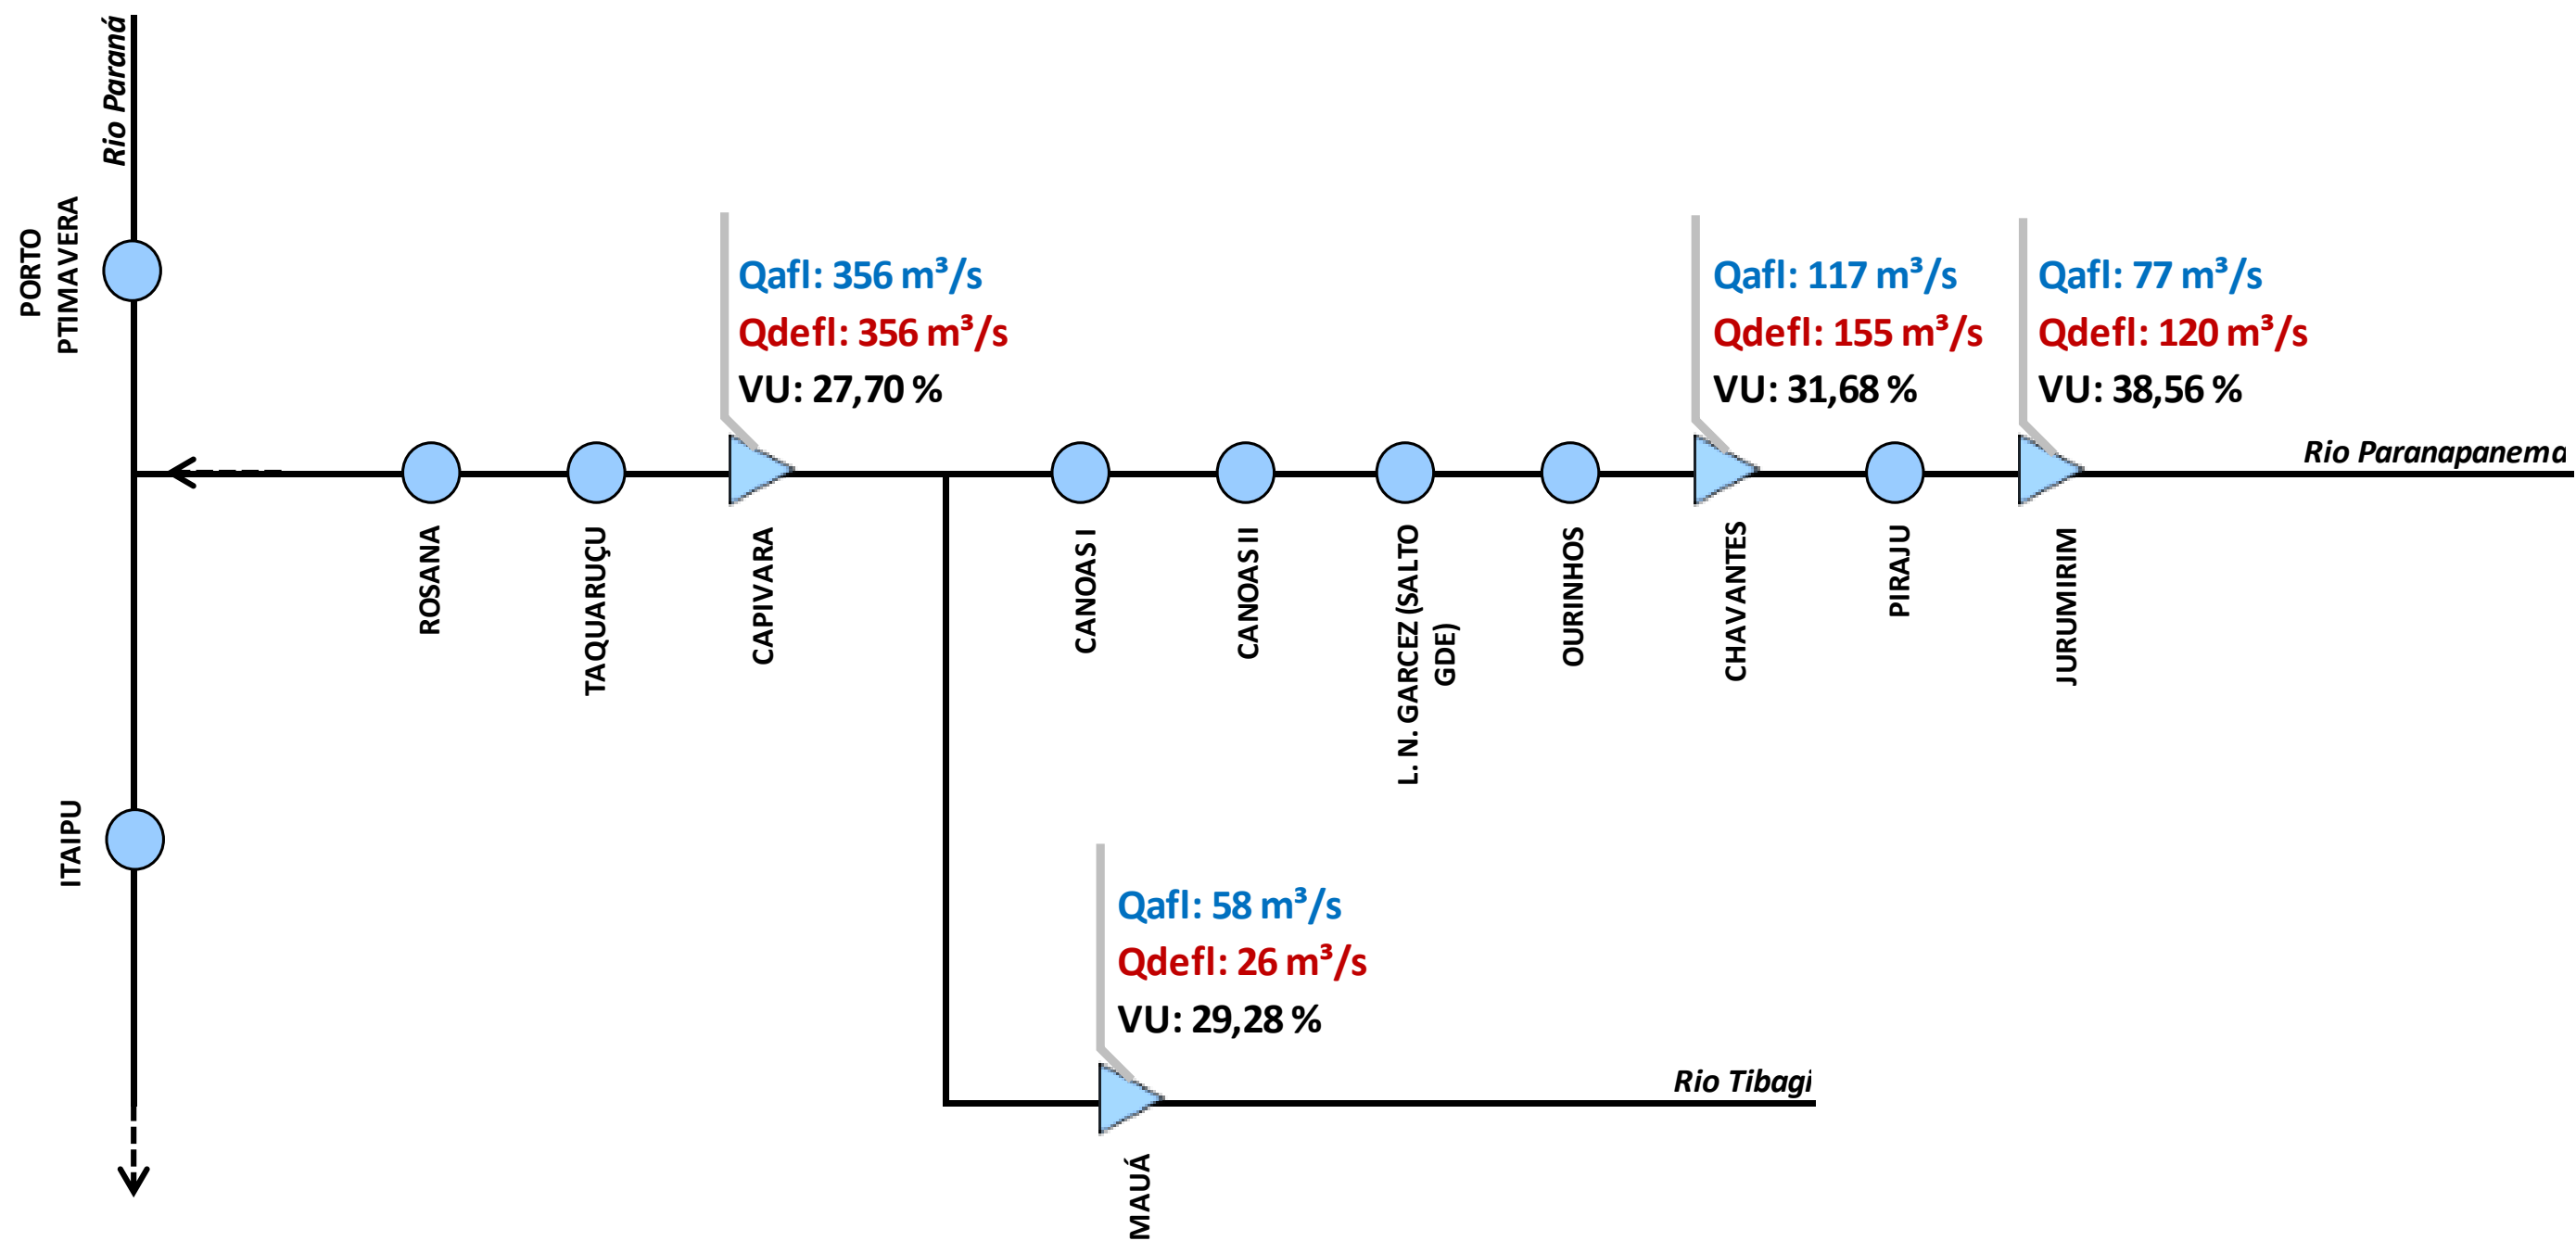 Rio Paraná
PORTO
PTIMAVERA
Qafl: 356 m³/s
Qdefl: 356 m³/s
VU: 27,70 %
Qafl: 117 m³/s
Qdefl: 155 m³/s
VU: 31,68 %
Qafl: 77 m³/s
Qdefl: 120 m³/s
VU: 38,56 %
Rio Paranapanema
ROSANA
TAQUARUÇU
CAPIVARA
CANOAS I
CANOAS II
L. N. GARCEZ (SALTO
GDE)
OURINHOS
CHAVANTES
PIRAJU
JURUMIRIM
ITAIPU
Qafl: 58 m³/s
Qdefl: 26 m³/s
VU: 29,28 %
Rio Tibagi
MAUÁ